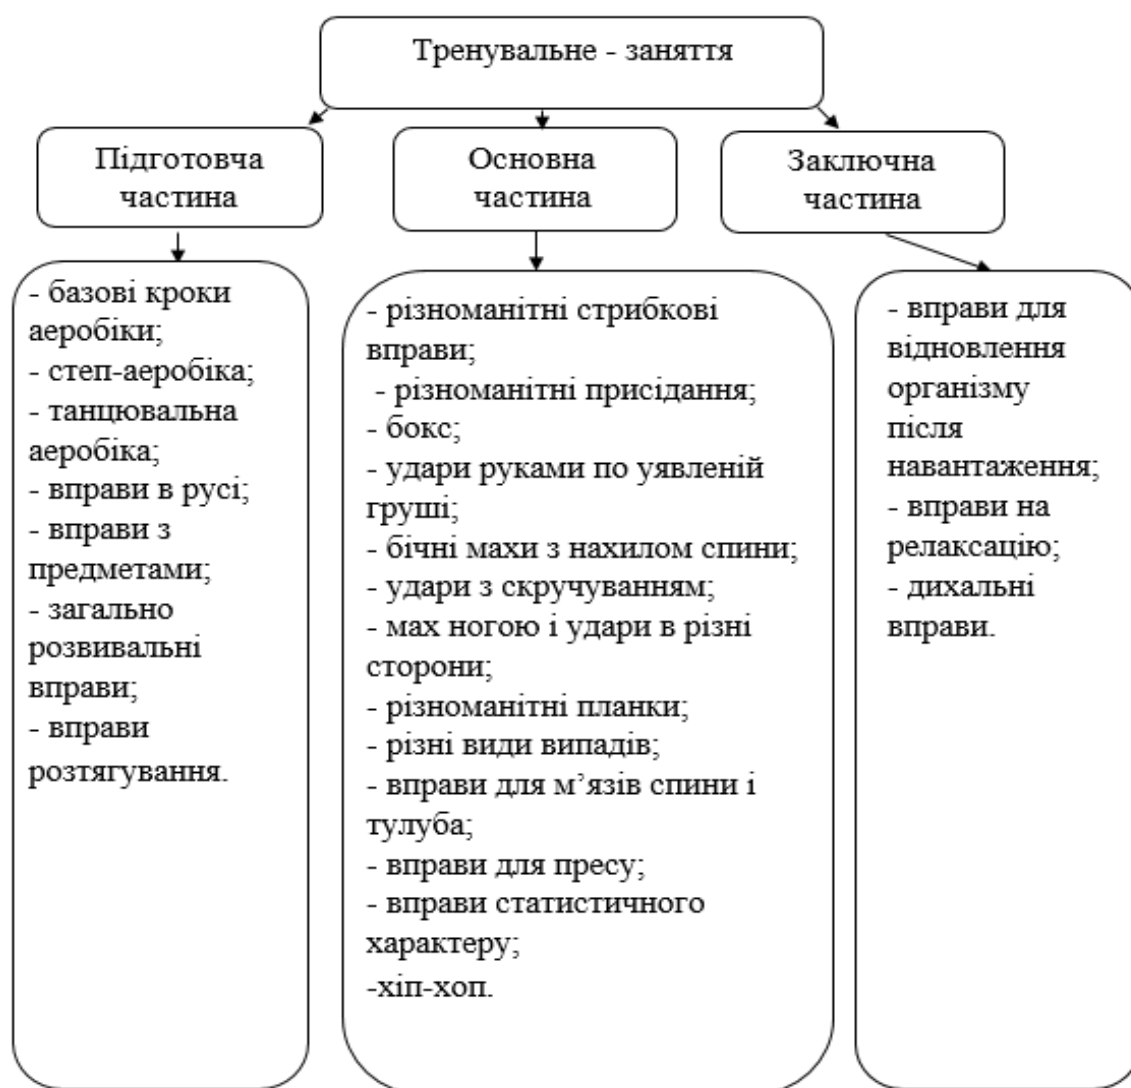 Тренувальне - заняття
Підготовча
частина
Основна
частина
Заключна
частина
- базові кроки
аеробіки;
- степ-аеробіка;
- танцювальна
аеробіка;
- вправи в русі;
- вправи з
предметами;
- загально
розвивальні
вправи;
- вправи
розтягування.
- різноманітні стрибкові
вправи;
- різноманітні присідання;
- бокс;
- удари руками по уявленій
груші;
- бічні махи з нахилом спини;
- удари з скручуванням;
- мах ногою і удари в різні
сторони;
- різноманітні планки;
- різні види випадів;
- вправи для м’язів спини і
тулуба;
- вправи для пресу;
- вправи статистичного
характеру;
-хіп-хоп.
- вправи для
відновлення
організму
після
навантаження;
- вправи на
релаксацію;
- дихальні
вправи.